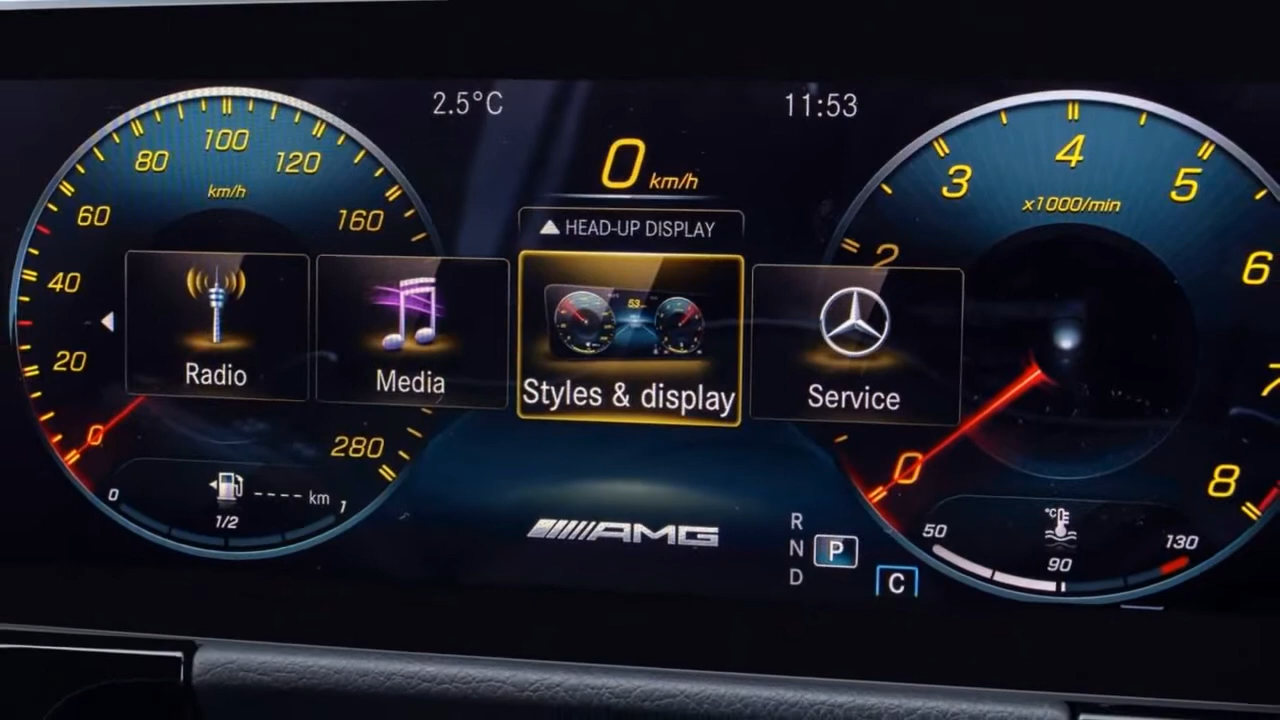 2.5°C
11:53
0 km/h
HEAD-UP DISPLAY
Radio
Media
Styles & display
Service
0
20
40
60
80
100
120
160
280
km/h
0
1/2
1
---- km
AMG
R
N
D
P
C
0
2
3
4
5
6
7
8
x1000/min
°C
50
90
130
53